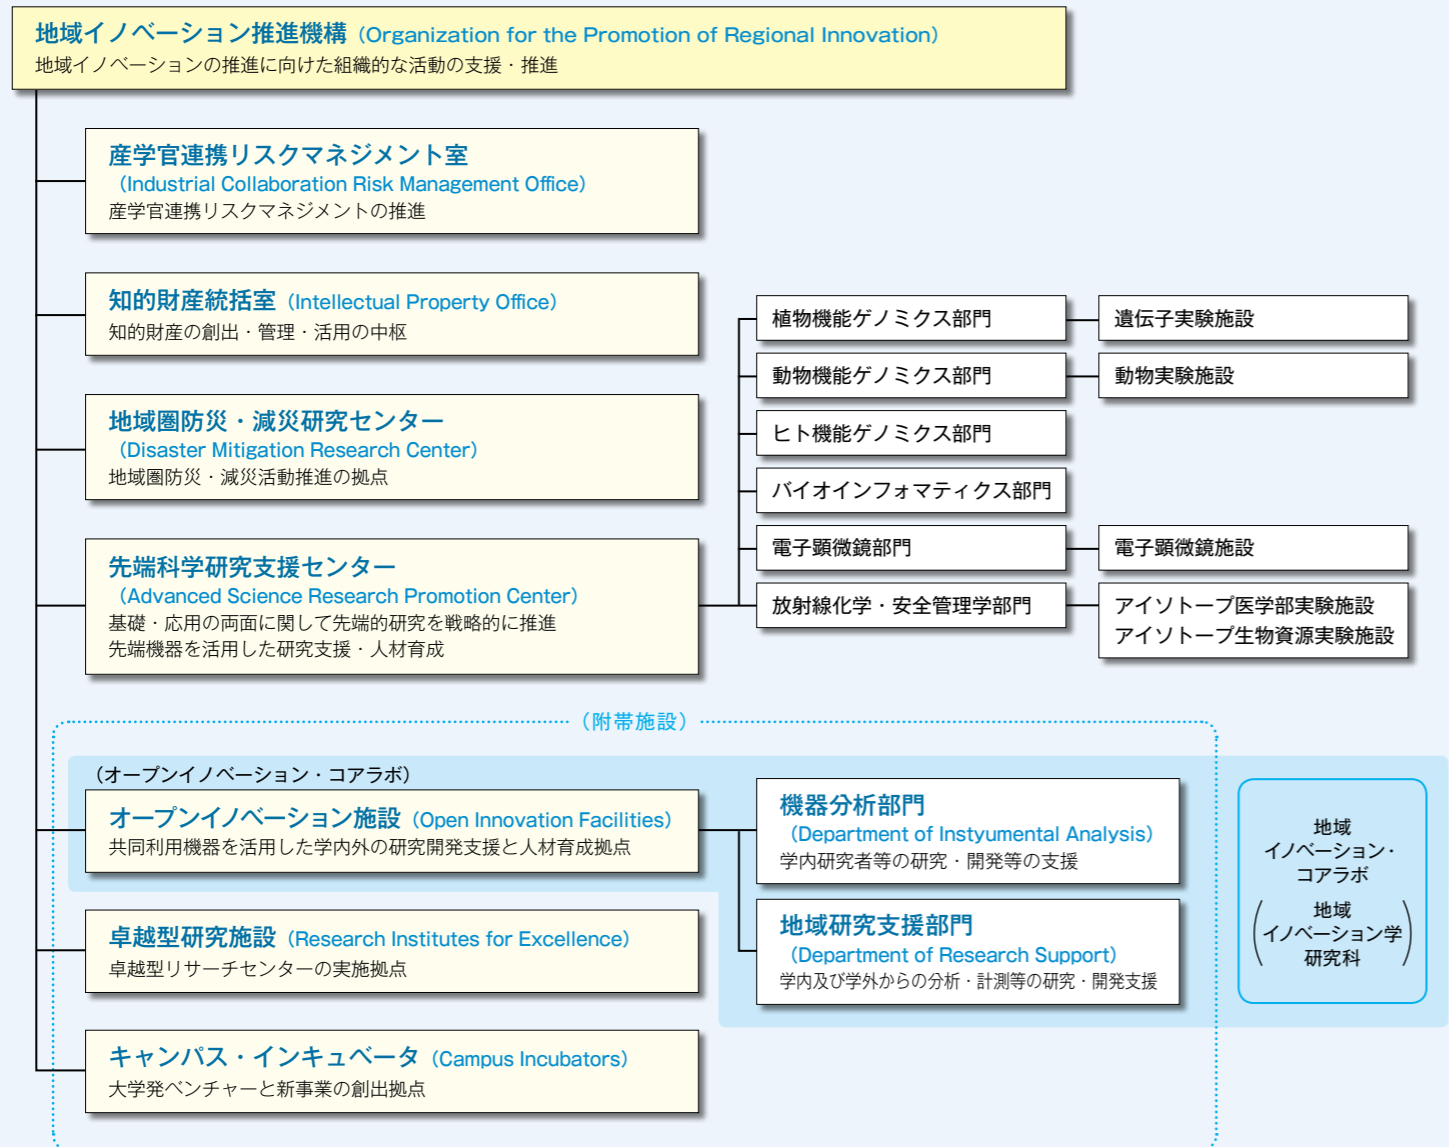 地域イノベーション推進機構（Organization for the Promotion of Regional Innovation）
地域イノベーションの推進に向けた組織的な活動の支援・推進
産学官連携リスクマネジメント室
（Industrial Collaboration Risk Management Office）
産学官連携リスクマネジメントの推進
知的財産統括室（Intellectual Property Office）
知的財産の創出・管理・活用の中枢
地域圏防災・減災研究センター
（Disaster Mitigation Research Center）
地域圏防災・減災活動推進の拠点
先端科学研究支援センター
（Advanced Science Research Promotion Center）
基礎・応用の両面に関して先端的研究を戦略的に推進
先端機器を活用した研究支援・人材育成
植物機能ゲノミクス部門
遺伝子実験施設
動物機能ゲノミクス部門
動物実験施設
ヒト機能ゲノミクス部門
バイオインフォマティクス部門
電子顕微鏡部門
電子顕微鏡施設
放射線化学・安全管理学部門
アイソトープ医学部実験施設
アイソトープ生物資源実験施設
（附帯施設）
（オープンイノベーション・コアラボ）
オープンイノベーション施設（Open Innovation Facilities）
共同利用機器を活用した学内外の研究開発支援と人材育成拠点
機器分析部門
（Department of Instyumental Analysis）
学内研究者等の研究・開発等の支援
地域研究支援部門
（Department of Research Support）
学内及び学外からの分析・計測等の研究・開発支援
地域
イノベーション・
コアラボ
（地域
イノベーション学
研究科）
卓越型研究施設（Research Institutes for Excellence）
卓越型リサーチセンターの実施拠点
キャンパス・インキュベータ（Campus Incubators）
大学発ベンチャーと新事業の創出拠点